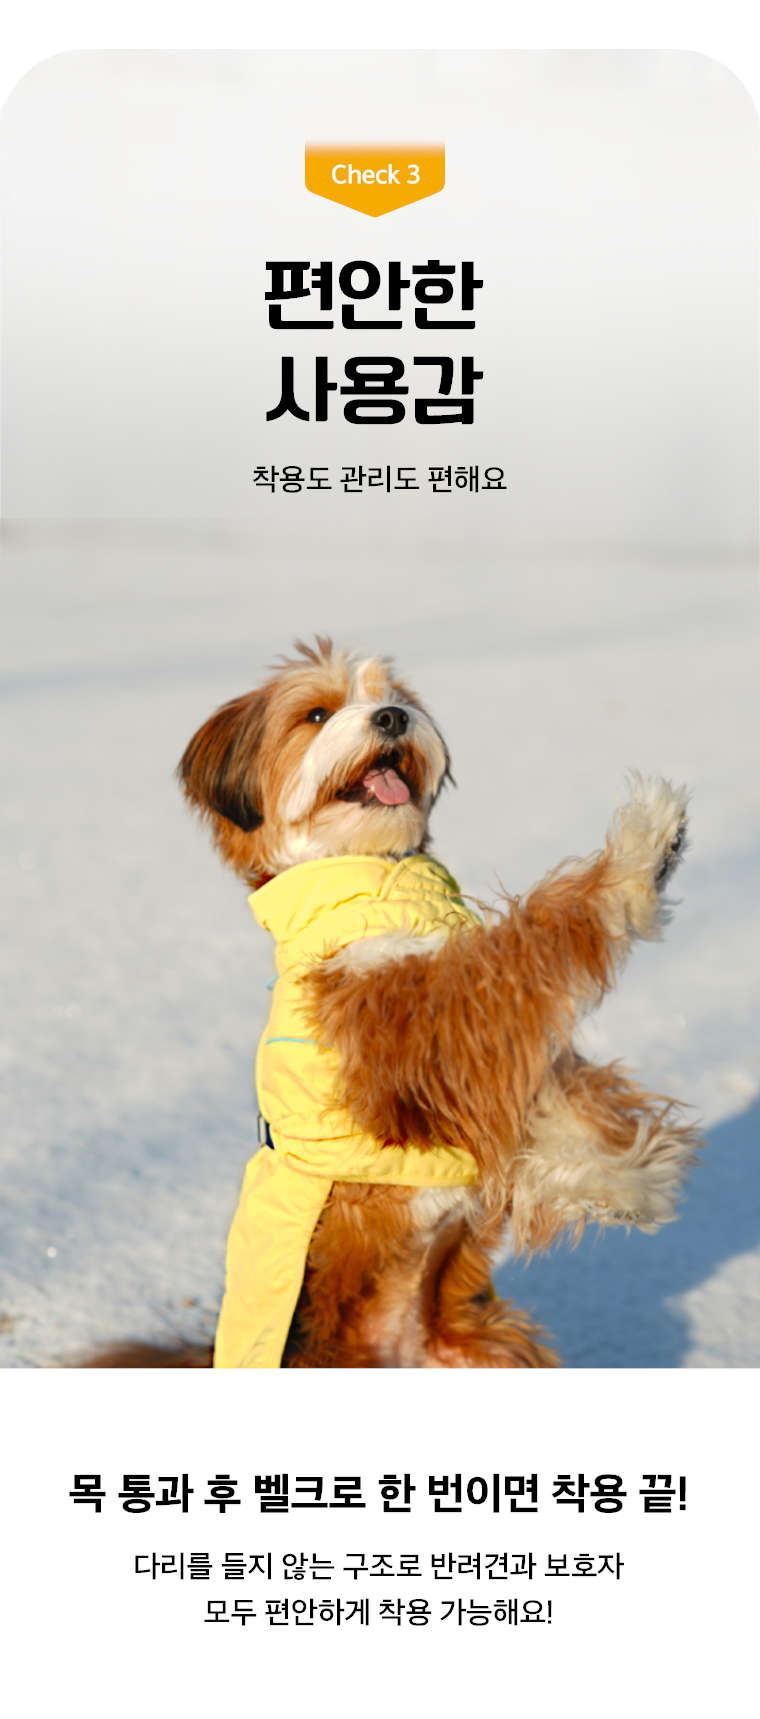 Check 3
편안한
사용감
착용도 관리도 편해요
목 통과 후 벨크로 한 번이면 착용 끝!
다리를 들지 않는 구조로 반려견과 보호자
모두 편안하게 착용 가능해요!